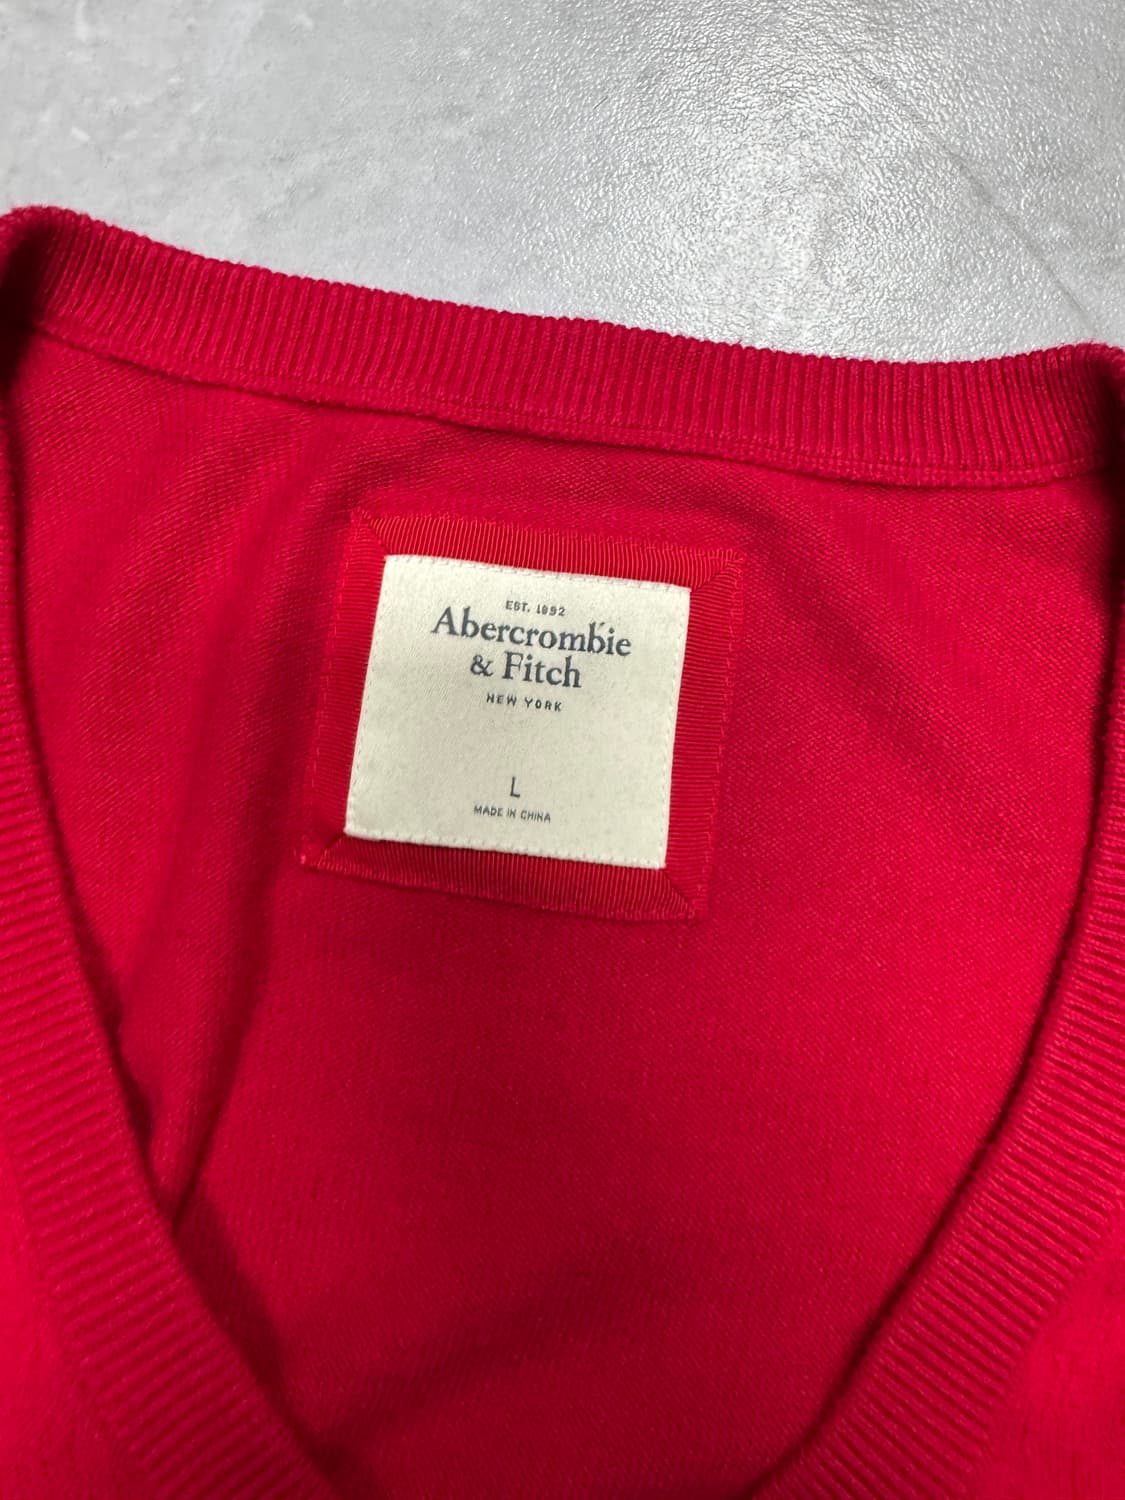 EST. 1892
Abercrombie
& Fitch
NEW YORK
L
MADE IN CHINA